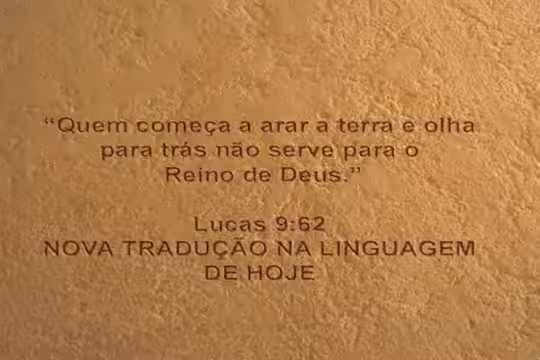 “Quem começa a arar a terra e olha
para trás não serve para o
Reino de Deus.”
Lucas 9:62
NOVA TRADUÇÃO NA LINGUAGEM
DE HOJE